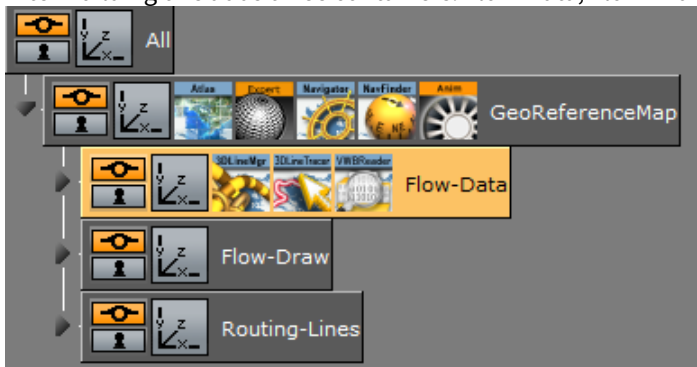 All
Atlas Expert Navigator NavFinder Anim GeoReferenceMap
3DLineMgr 3DLineTracer VWBReader Flow-Data
Flow-Draw
Routing-Lines